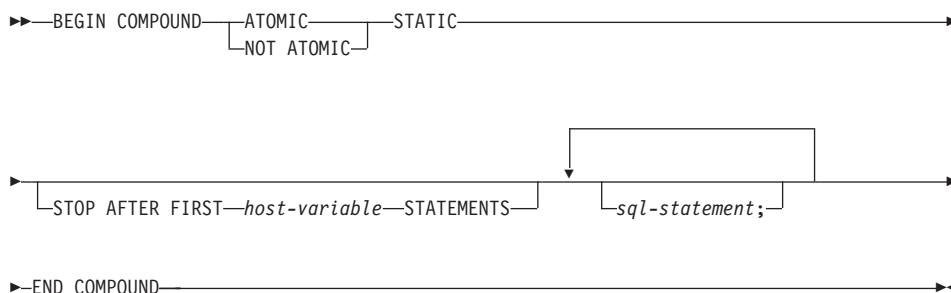 BEGIN COMPOUND ATOMIC STATIC
NOT ATOMIC
STOP AFTER FIRST host-variable STATEMENTS sql-statement;
END COMPOUND